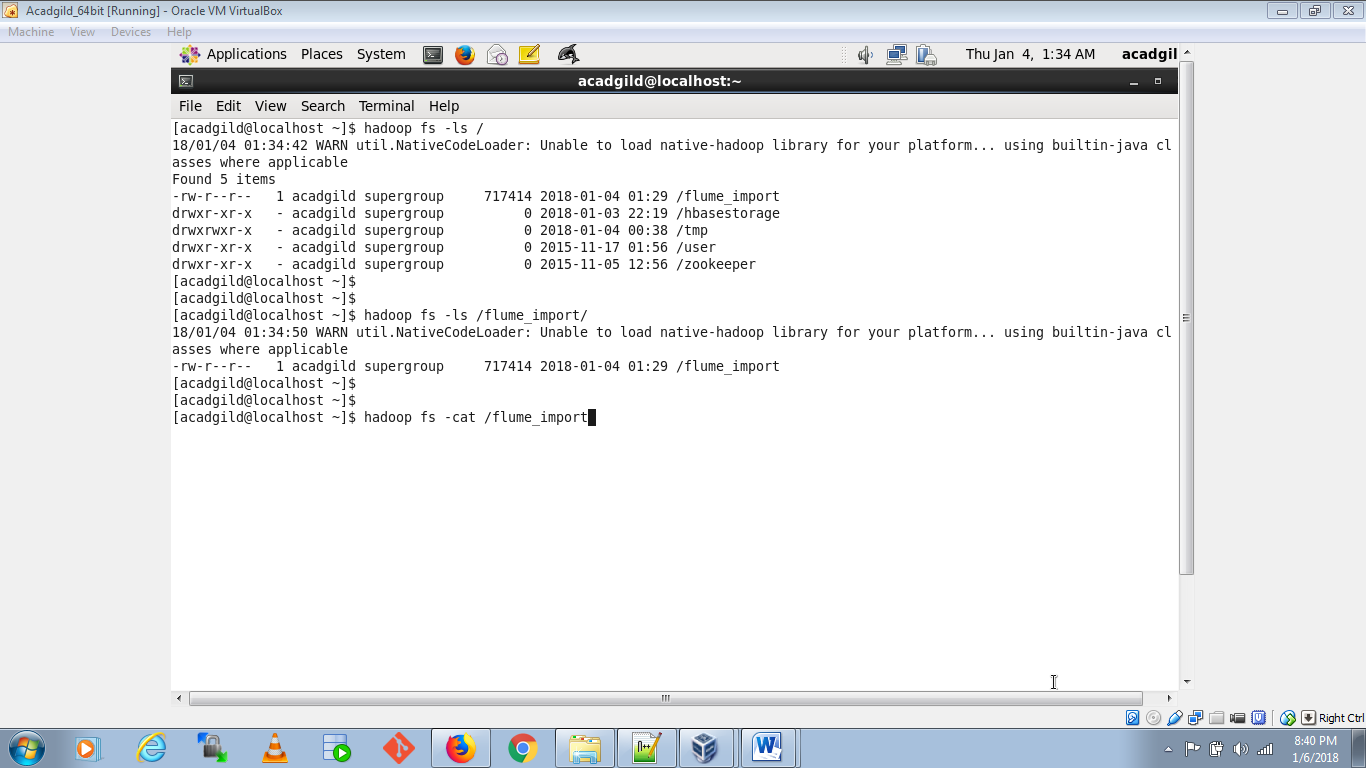 Acadgild_64bit [Running] - Oracle VM VirtualBox
Machine View Devices Help
Applications Places System Thu Jan 4, 1:34 AM acadgil
acadgild@localhost:~
File Edit View Search Terminal Help
[acadgild@localhost ~]$ hadoop fs -ls /
18/01/04 01:34:42 WARN util.NativeCodeLoader: Unable to load native-hadoop library for your platform... using builtin-java cl
asses where applicable
Found 5 items
-rw-r--r--   1 acadgild supergroup     717414 2018-01-04 01:29 /flume_import
drwxr-xr-x   - acadgild supergroup          0 2018-01-03 22:19 /hbasestorage
drwxrwxr-x   - acadgild supergroup          0 2018-01-04 00:38 /tmp
drwxr-xr-x   - acadgild supergroup          0 2015-11-17 01:56 /user
drwxr-xr-x   - acadgild supergroup          0 2015-11-05 12:56 /zookeeper
[acadgild@localhost ~]$
[acadgild@localhost ~]$
[acadgild@localhost ~]$ hadoop fs -ls /flume_import/
18/01/04 01:34:50 WARN util.NativeCodeLoader: Unable to load native-hadoop library for your platform... using builtin-java cl
asses where applicable
-rw-r--r--   1 acadgild supergroup     717414 2018-01-04 01:29 /flume_import
[acadgild@localhost ~]$
[acadgild@localhost ~]$
[acadgild@localhost ~]$ hadoop fs -cat /flume_import
Right Ctrl
8:40 PM
1/6/2018